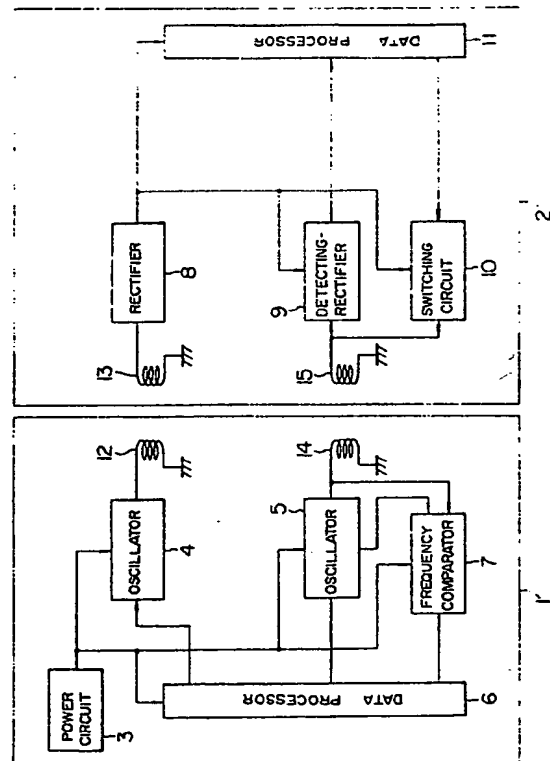 POWER
CIRCUIT
3
OSCILLATOR
4
12
OSCILLATOR
5
14
DATA PROCESSOR
6
FREQUENCY
COMPARATOR
7
1'
13
RECTIFIER
8
15
DETECTING-
RECTIFIER
9
SWITCHING
CIRCUIT
10
DATA PROCESSOR
11
2'